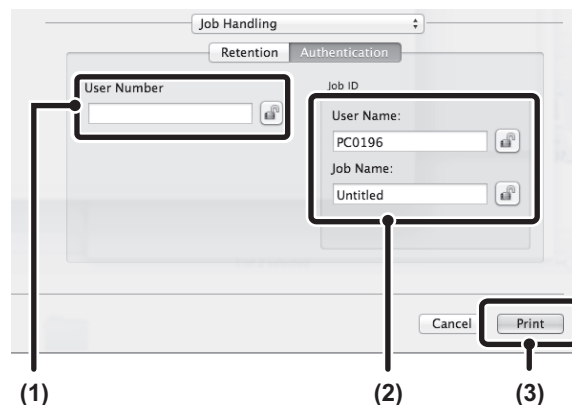 Job Handling
Retention Authentication
User Number
Job ID
User Name:
PC0196
Job Name:
Untitled
Cancel Print
(1) (2) (3)